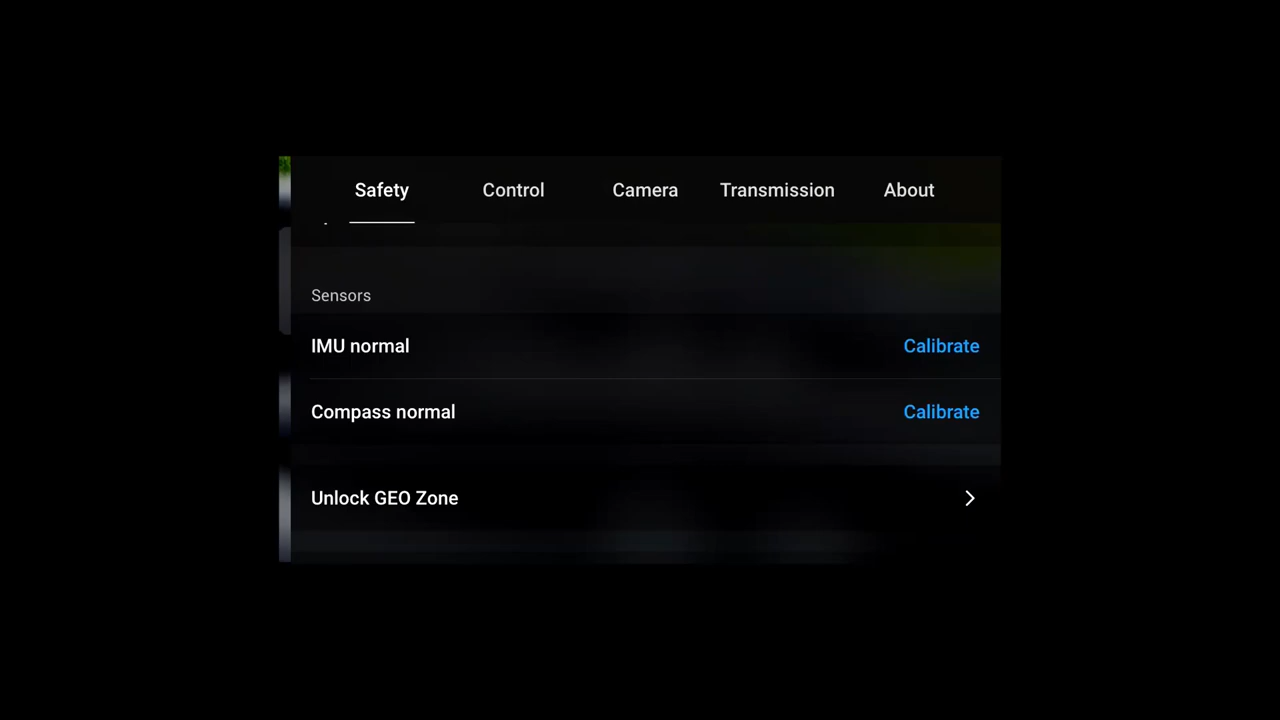 Safety Control Camera Transmission About
Sensors
IMU normal Calibrate
Compass normal Calibrate
Unlock GEO Zone